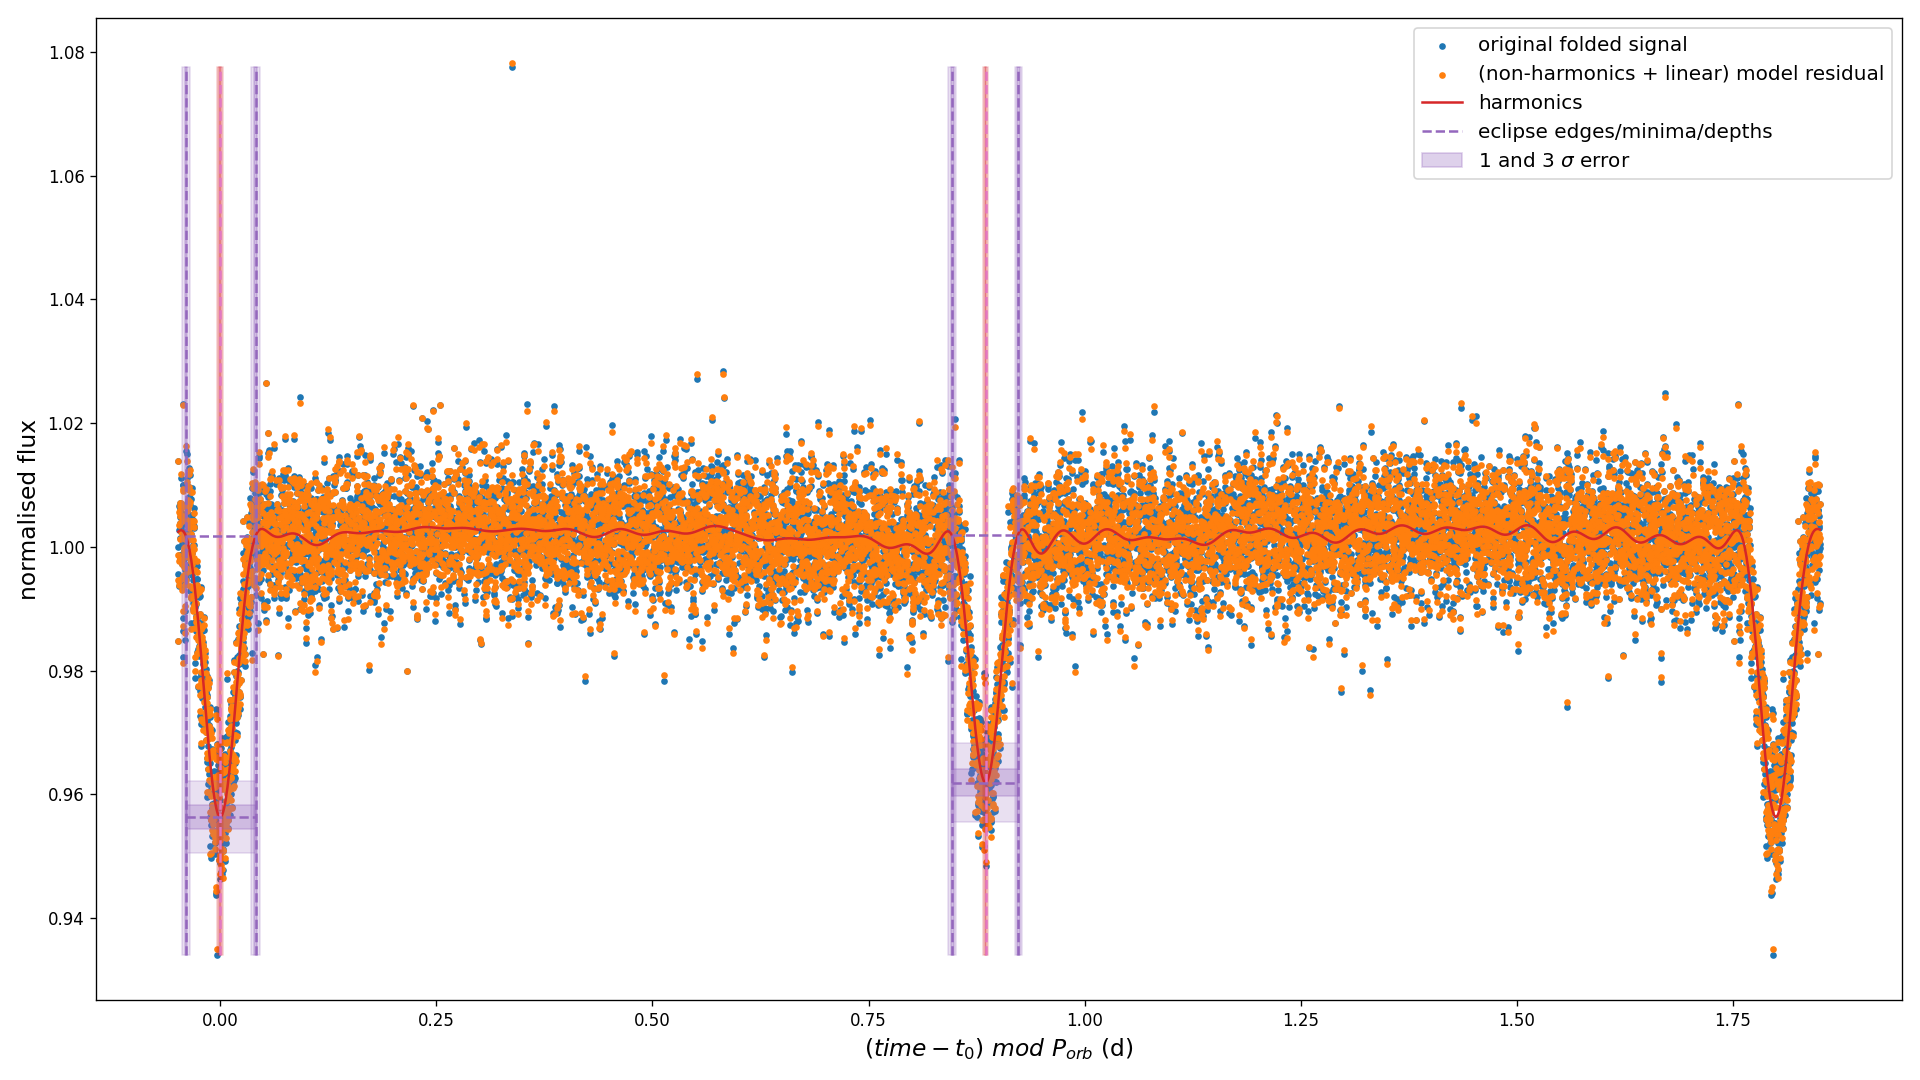 original folded signal
(non-harmonics + linear) model residual
harmonics
eclipse edges/minima/depths
1 and 3 σ error
normalised flux
1.08
1.06
1.04
1.02
1.00
0.98
0.96
0.94
0.00 0.25 0.50 0.75 1.00 1.25 1.50 1.75
(time − t₀) mod Pₒᵣb (d)